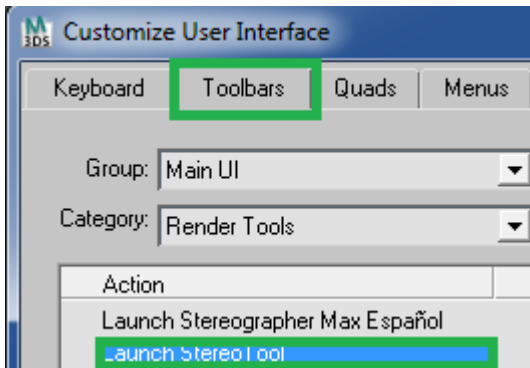 M
3DS Customize User Interface
Keyboard Toolbars Quads Menus
Group: Main UI
Category: Render Tools
Action
Launch Stereographer Max Español
Launch StereoTool